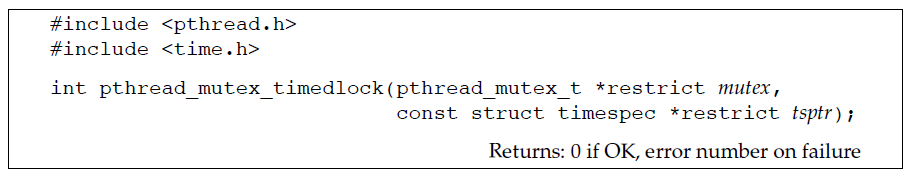 #include <pthread.h>
#include <time.h>
int pthread_mutex_timedlock(pthread_mutex_t *restrict mutex,
const struct timespec *restrict tsptr);
Returns: 0 if OK, error number on failure